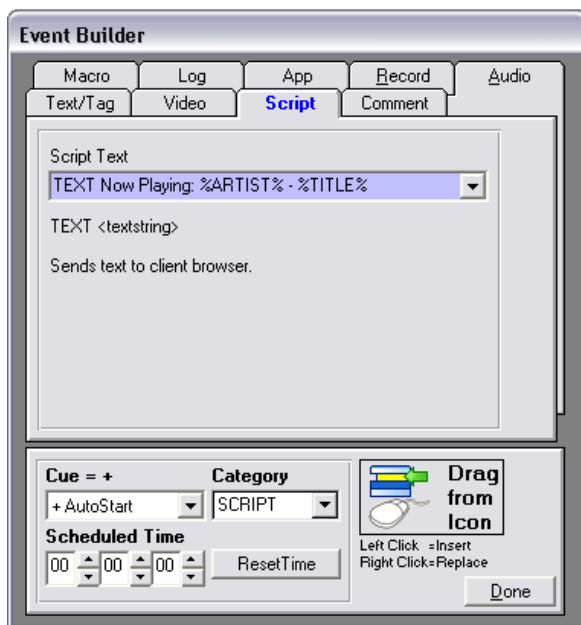 Event Builder
Macro Log App Record Audio
Text/Tag Video Script Comment
Script Text
TEXT Now Playing: %ARTIST% - %TITLE%
TEXT <textstring>
Sends text to client browser.
Cue = + Category
+ AutoStart SCRIPT
Scheduled Time
00 00 00 ResetTime
Drag
from
Icon
Left Click =Insert
Right Click=Replace
Done